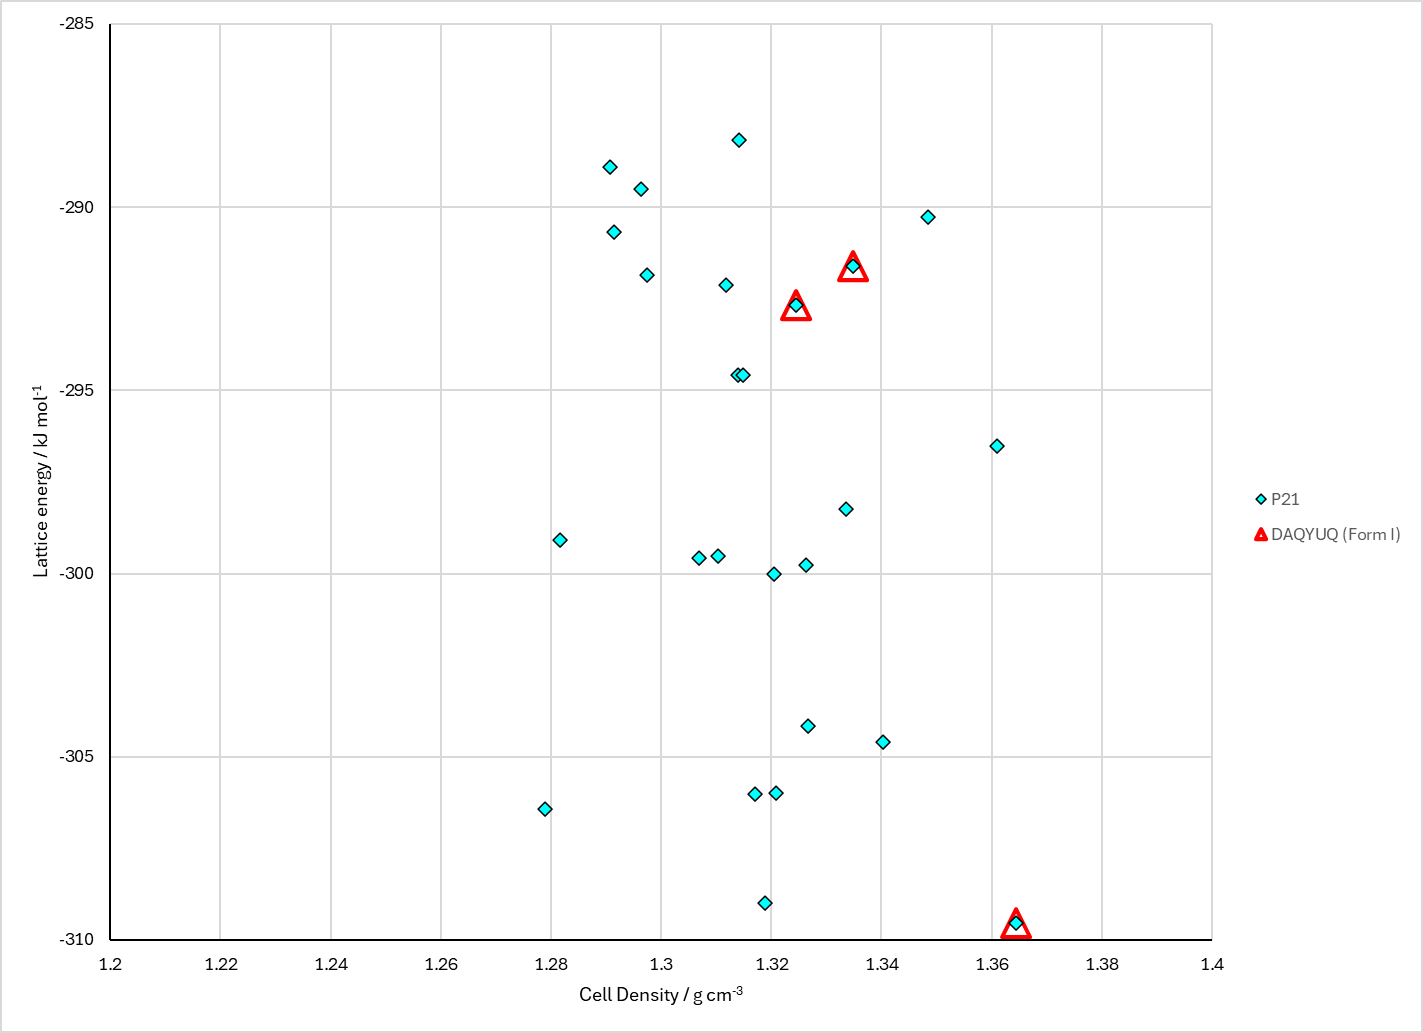 -285
-290
-295
-300
-305
-310
Lattice energy / kJ mol-1
1.2 1.22 1.24 1.26 1.28 1.3 1.32 1.34 1.36 1.38 1.4
Cell Density / g cm-3
P21
DAQYUQ (Form I)